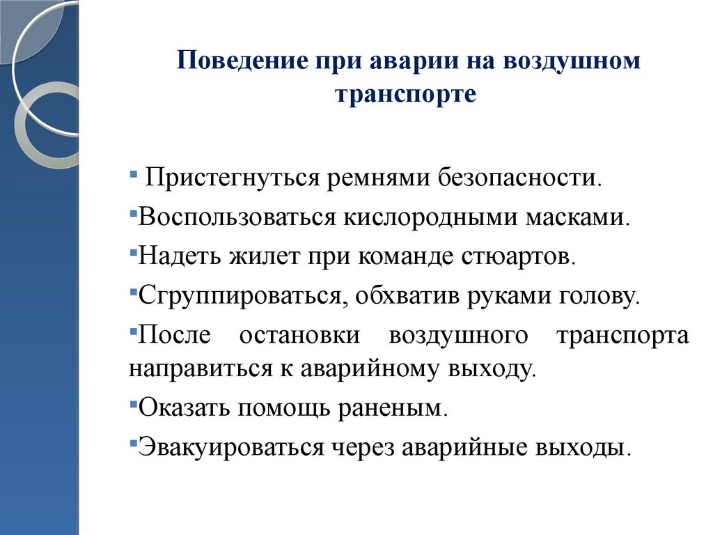 Поведение при аварии на воздушном
транспорте
Пристегнуться ремнями безопасности.
Воспользоваться кислородными масками.
Надеть жилет при команде стюартов.
Сгруппироваться, обхватив руками голову.
После остановки воздушного транспорта
направиться к аварийному выходу.
Оказать помощь раненым.
Эвакуироваться через аварийные выходы.